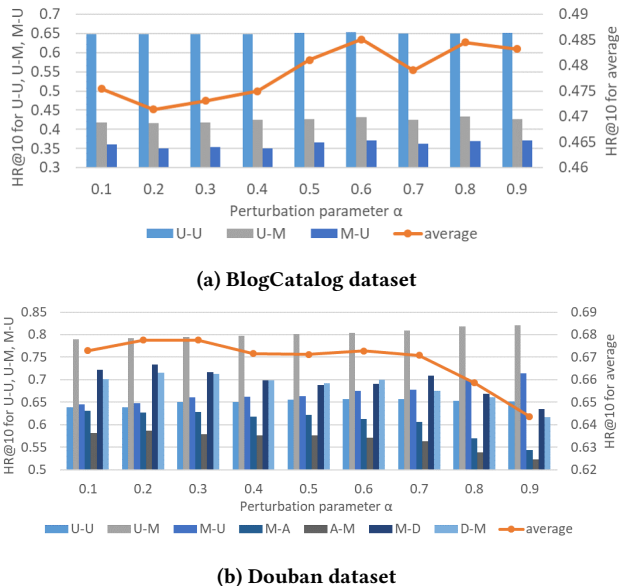 0.7 0.49
0.65 0.485
0.6 0.48
0.55
0.5 0.475
0.45 0.47
0.4
0.35 0.465
0.3 0.46
HR@10 for U-U, U-M, M-U
HR@10 for average
0.1 0.2 0.3 0.4 0.5 0.6 0.7 0.8 0.9
Perturbation parameter α
U-U U-M M-U average
(a) BlogCatalog dataset
0.85 0.69
0.8 0.68
0.75 0.67
0.7 0.66
0.65 0.65
0.6 0.64
0.55 0.63
0.5 0.62
HR@10 for U-U, U-M, M-U
HR@10 for average
0.1 0.2 0.3 0.4 0.5 0.6 0.7 0.8 0.9
Perturbation parameter α
U-U U-M M-U M-A A-M M-D D-M average
(b) Douban dataset